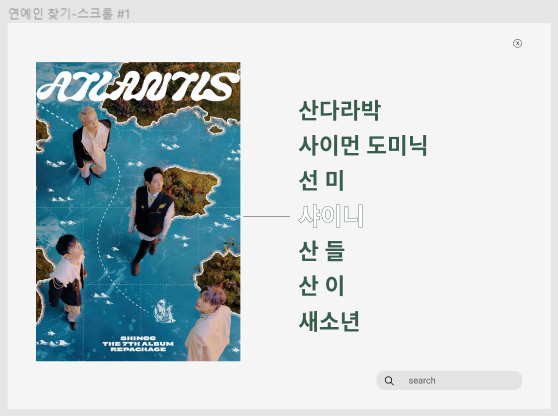 연예인 찾기-스크롤 #1
ATLANTIS
산다라박
사이먼 도미닉
선 미
샤이니
산 들
산 이
새소년
SHINEE
THE 7TH ALBUM
REPACKAGE
search